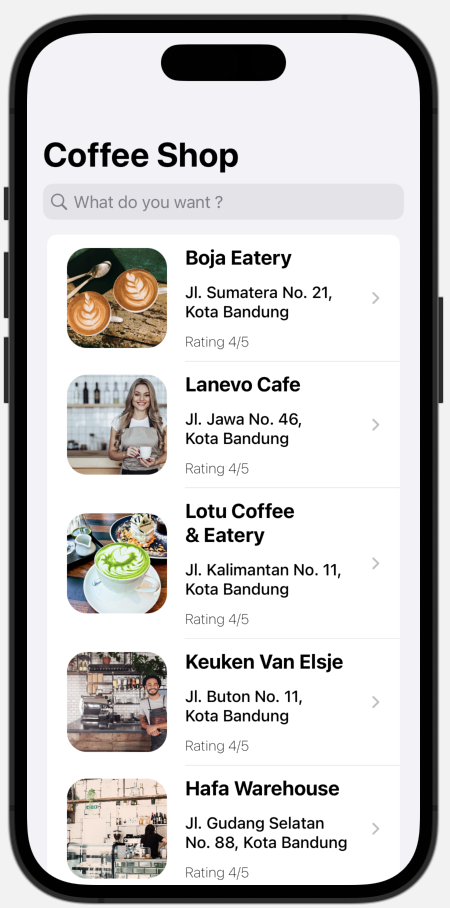 Coffee Shop
What do you want ?
Boja Eatery
Jl. Sumatera No. 21,
Kota Bandung
Rating 4/5
Lanevo Cafe
Jl. Jawa No. 46,
Kota Bandung
Rating 4/5
Lotu Coffee
& Eatery
Jl. Kalimantan No. 11,
Kota Bandung
Rating 4/5
Keuken Van Elsje
Jl. Buton No. 11,
Kota Bandung
Rating 4/5
Hafa Warehouse
Jl. Gudang Selatan
No. 88, Kota Bandung
Rating 4/5